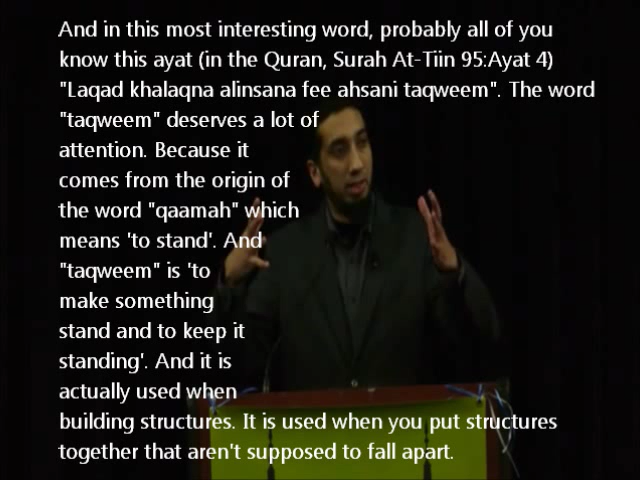 And in this most interesting word, probably all of you
know this ayat (in the Quran, Surah At-Tiin 95:Ayat 4)
"Laqad khalaqna alinsana fee ahsani taqweem". The word
"taqweem" deserves a lot of
attention. Because it
comes from the origin of
the word "qaamah" which
means 'to stand'. And
"taqweem" is 'to
make something
stand and to keep it
standing'. And it is
actually used when
building structures. It is used when you put structures
together that aren't supposed to fall apart.